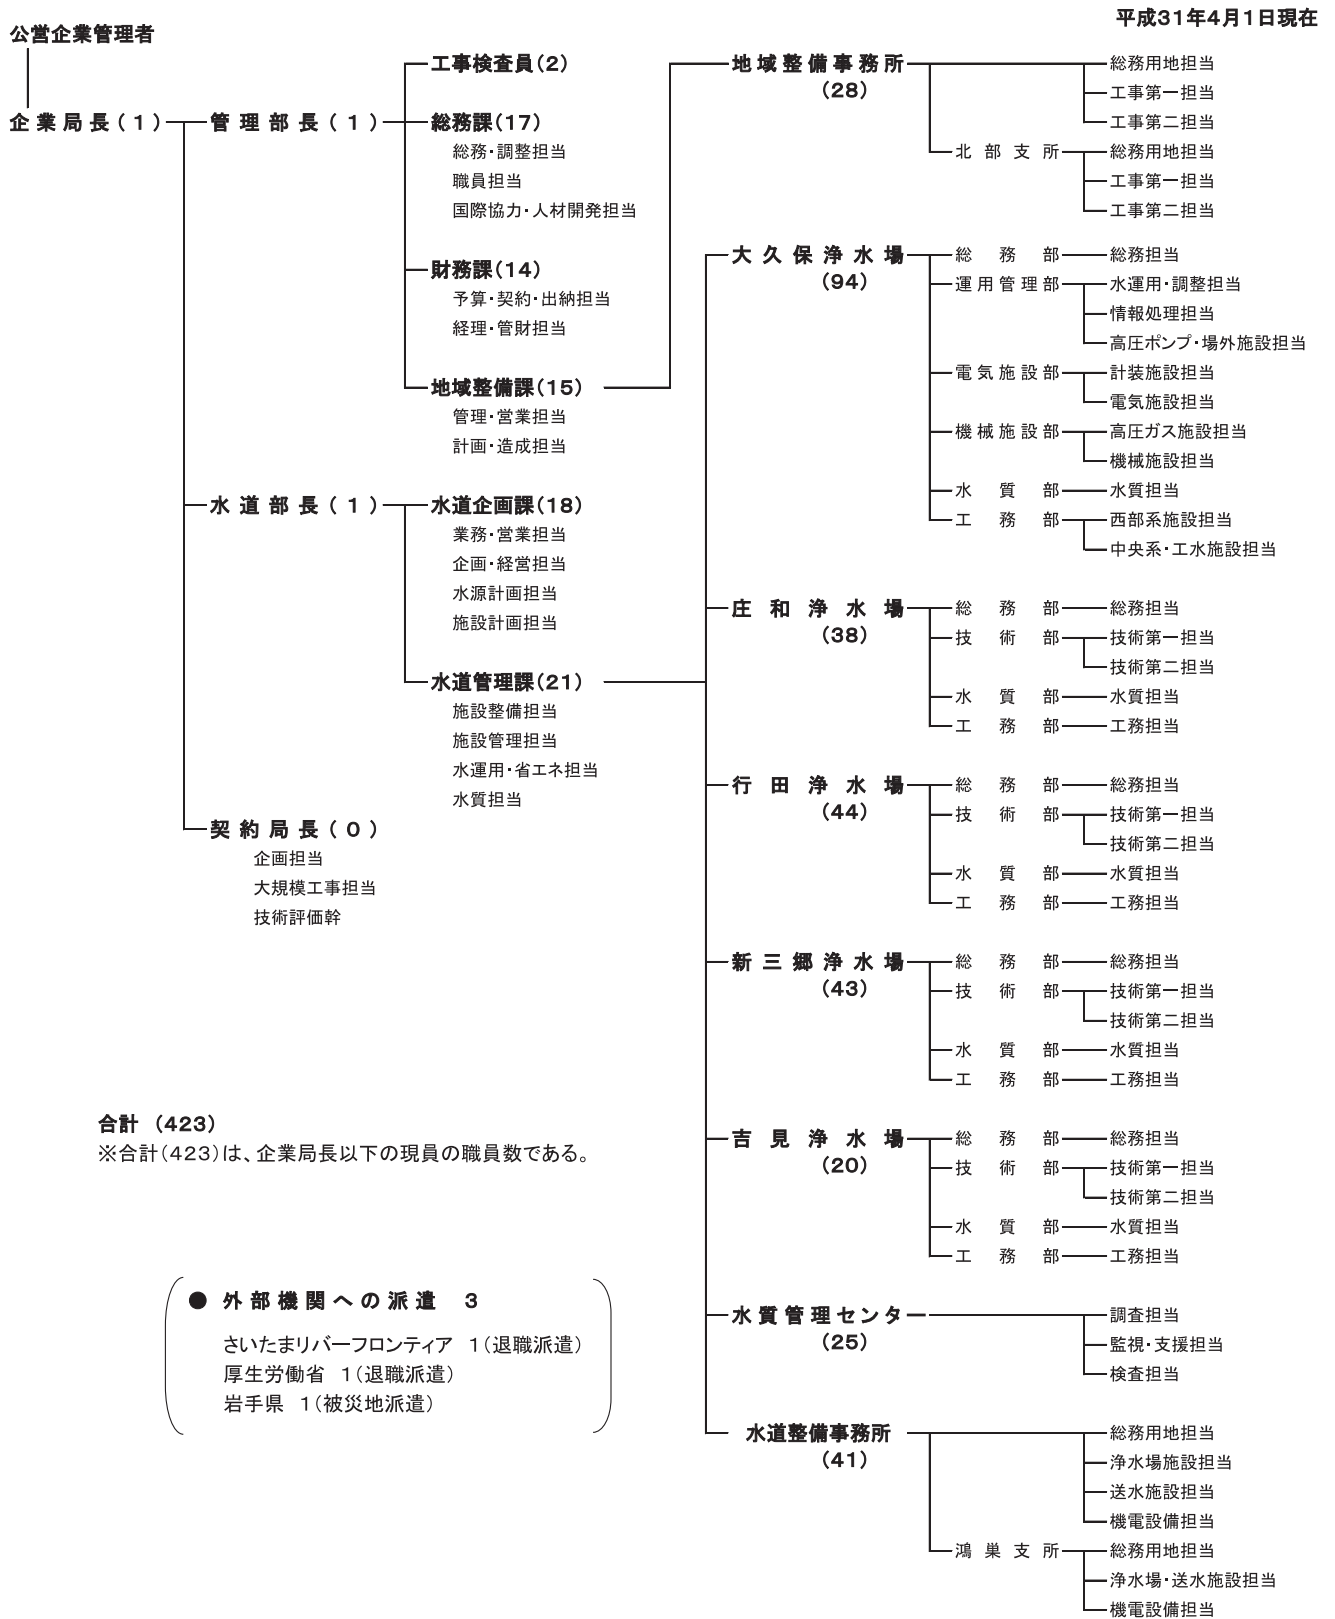 平成31年4月1日現在
公営企業管理者
企業局長(1)
管理部長(1)
工事検査員(2)
総務課(17)
総務・調整担当
職員担当
国際協力・人材開発担当
財務課(14)
予算・契約・出納担当
経理・管財担当
地域整備課(15)
管理・営業担当
計画・造成担当
水道部長(1)
水道企画課(18)
業務・営業担当
企画・経営担当
水源計画担当
施設計画担当
水道管理課(21)
施設整備担当
施設管理担当
水運用・省エネ担当
水質担当
契約局長(0)
企画担当
大規模工事担当
技術評価幹
地域整備事務所
(28)
総務用地担当
工事第一担当
工事第二担当
北部支所
総務用地担当
工事第一担当
工事第二担当
大久保浄水場
(94)
総務部
総務担当
運用管理部
水運用・調整担当
情報処理担当
高圧ポンプ・場外施設担当
電気施設部
計装施設担当
電気施設担当
機械施設部
高圧ガス施設担当
機械施設担当
水質部
水質担当
工務部
西部系施設担当
中央系・工水施設担当
庄和浄水場
(38)
総務部
総務担当
技術部
技術第一担当
技術第二担当
水質部
水質担当
工務部
工務担当
行田浄水場
(44)
総務部
総務担当
技術部
技術第一担当
技術第二担当
水質部
水質担当
工務部
工務担当
新三郷浄水場
(43)
総務部
総務担当
技術部
技術第一担当
技術第二担当
水質部
水質担当
工務部
工務担当
吉見浄水場
(20)
総務部
総務担当
技術部
技術第一担当
技術第二担当
水質部
水質担当
工務部
工務担当
水質管理センター
(25)
調査担当
監視・支援担当
検査担当
水道整備事務所
(41)
総務用地担当
浄水場施設担当
送水施設担当
機電設備担当
鴻巣支所
総務用地担当
浄水場・送水施設担当
機電設備担当
合計 (423)
※合計(423)は、企業局長以下の現員の職員数である。
● 外部機関への派遣 3
さいたまリバーフロンティア 1(退職派遣)
厚生労働省 1(退職派遣)
岩手県 1(被災地派遣)